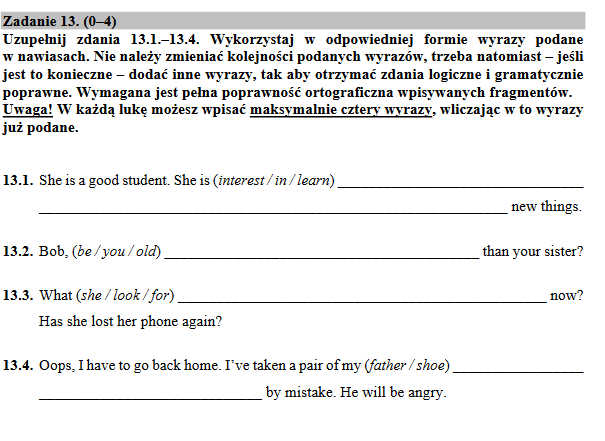 Zadanie 13. (0–4)
Uzupełnij zdania 13.1.–13.4. Wykorzystaj w odpowiedniej formie wyrazy podane
w nawiasach. Nie należy zmieniać kolejności podanych wyrazów, trzeba natomiast – jeśli
jest to konieczne – dodać inne wyrazy, tak aby otrzymać zdania logiczne i gramatycznie
poprawne. Wymagana jest pełna poprawność ortograficzna wpisywanych fragmentów.
Uwaga! W każdą lukę możesz wpisać maksymalnie cztery wyrazy, wliczając w to wyrazy
już podane.
13.1. She is a good student. She is (interest / in / learn) ______________________________
______________________________ new things.
13.2. Bob, (be / you / old) ______________________________ than your sister?
13.3. What (she / look / for) ______________________________ now?
Has she lost her phone again?
13.4. Oops, I have to go back home. I’ve taken a pair of my (father / shoe) ________________
______________________________ by mistake. He will be angry.